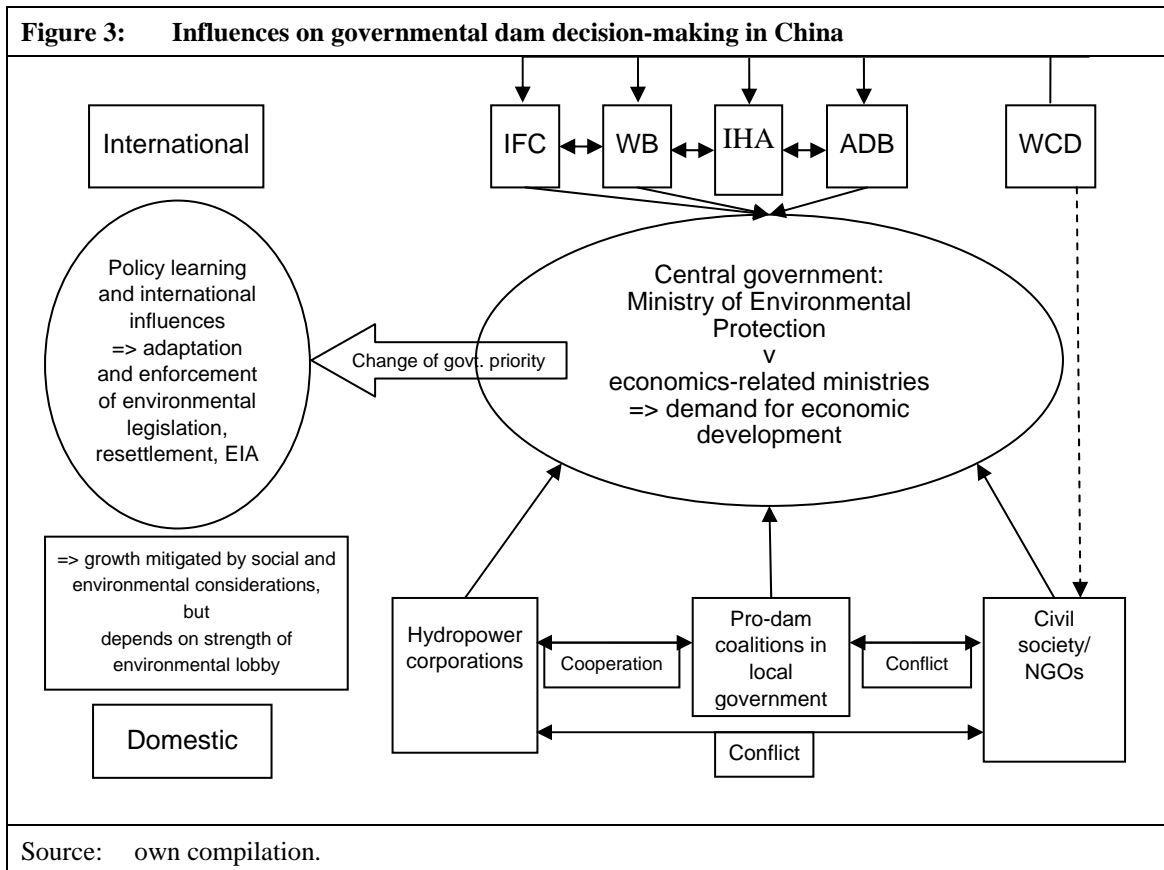 Figure 3: Influences on governmental dam decision-making in China
International
IFC
WB
IHA
ADB
WCD
Policy learning
and international
influences
=> adaptation
and enforcement
of environmental
legislation,
resettlement, EIA
Change of govt.. priority
Central government:
Ministry of Environmental
Protection
v
economics-related ministries
=> demand for economic
development
=> growth mitigated by social and
environmental considerations,
but
depends on strength of
environmental lobby
Domestic
Hydropower
corporations
Cooperation
Pro-dam
coalitions in
local
government
Conflict
Civil
society/
NGOs
Conflict
Source: own compilation.